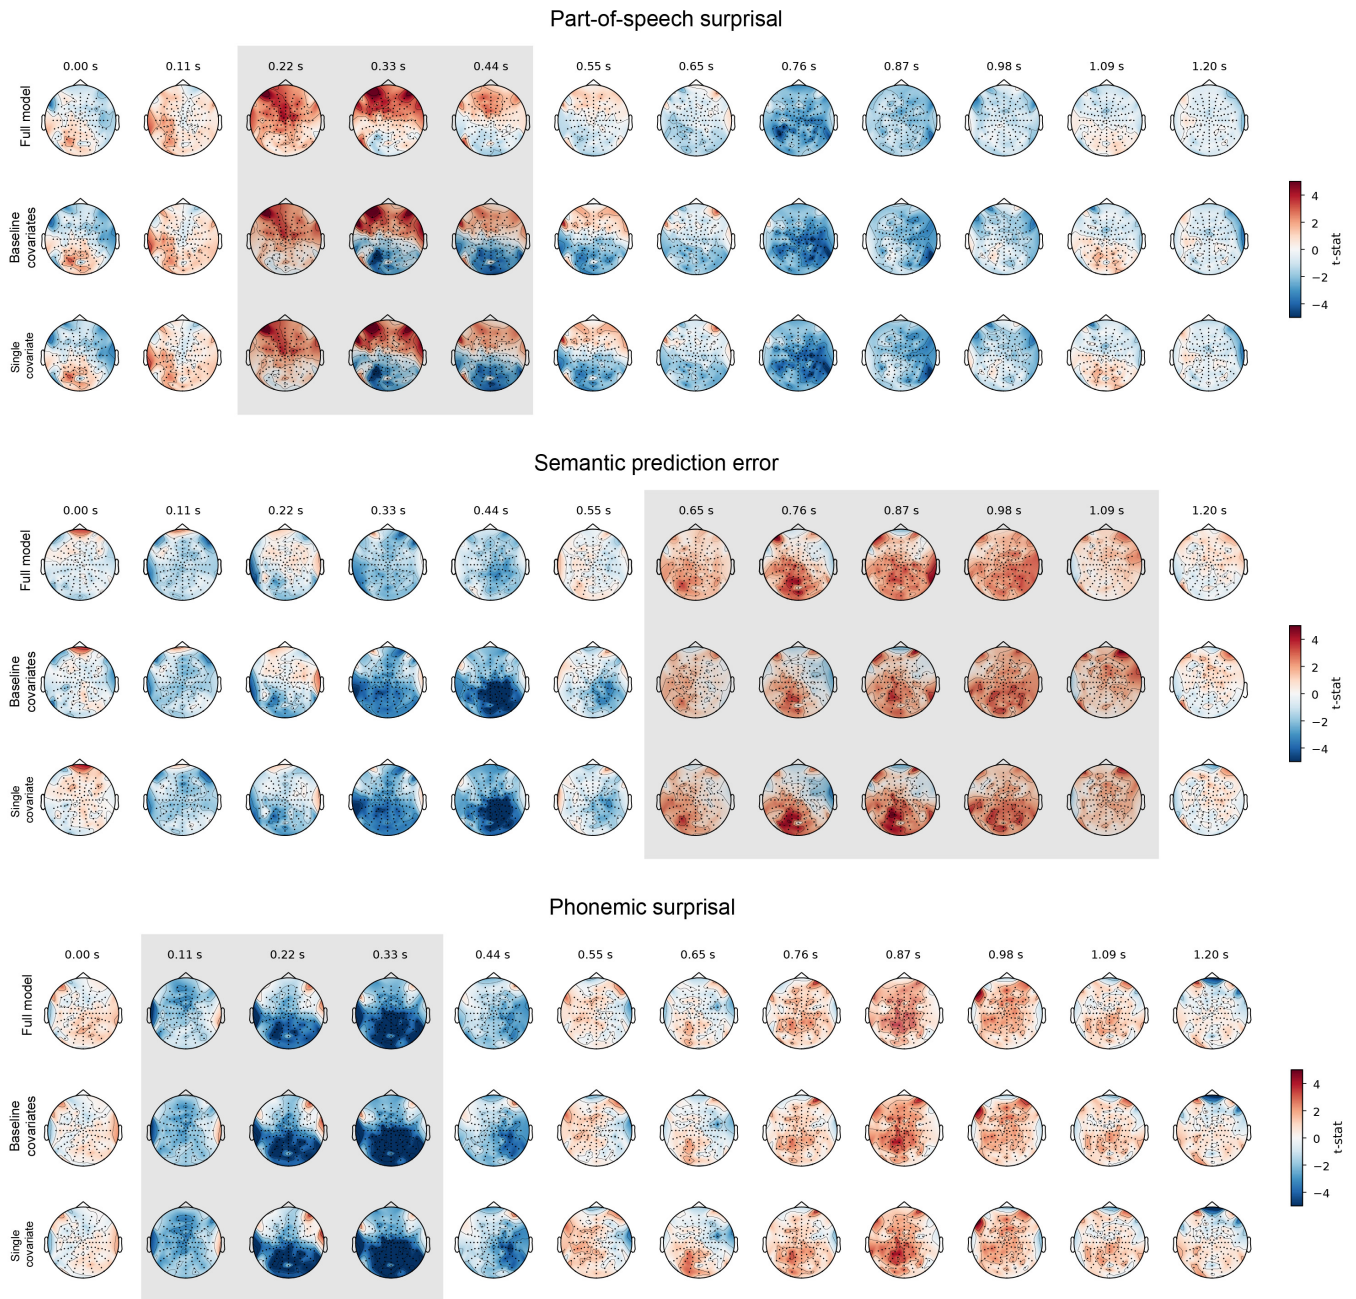 Part-of-speech surprisal
0.00 s 0.11 s 0.22 s 0.33 s 0.44 s 0.55 s 0.65 s 0.76 s 0.87 s 0.98 s 1.09 s 1.20 s
Full model
Baseline
covariates
Single
covariate
4
2
0
−2
−4
t-stat
Semantic prediction error
0.00 s 0.11 s 0.22 s 0.33 s 0.44 s 0.55 s 0.65 s 0.76 s 0.87 s 0.98 s 1.09 s 1.20 s
Full model
Baseline
covariates
Single
covariate
4
2
0
−2
−4
t-stat
Phonemic surprisal
0.00 s 0.11 s 0.22 s 0.33 s 0.44 s 0.55 s 0.65 s 0.76 s 0.87 s 0.98 s 1.09 s 1.20 s
Full model
Baseline
covariates
Single
covariate
4
2
0
−2
−4
t-stat